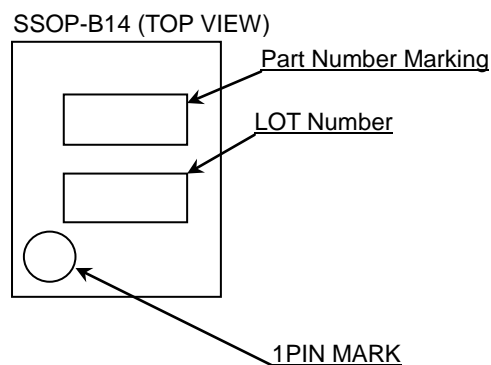 SSOP-B14 (TOP VIEW)
Part Number Marking
LOT Number
1PIN MARK